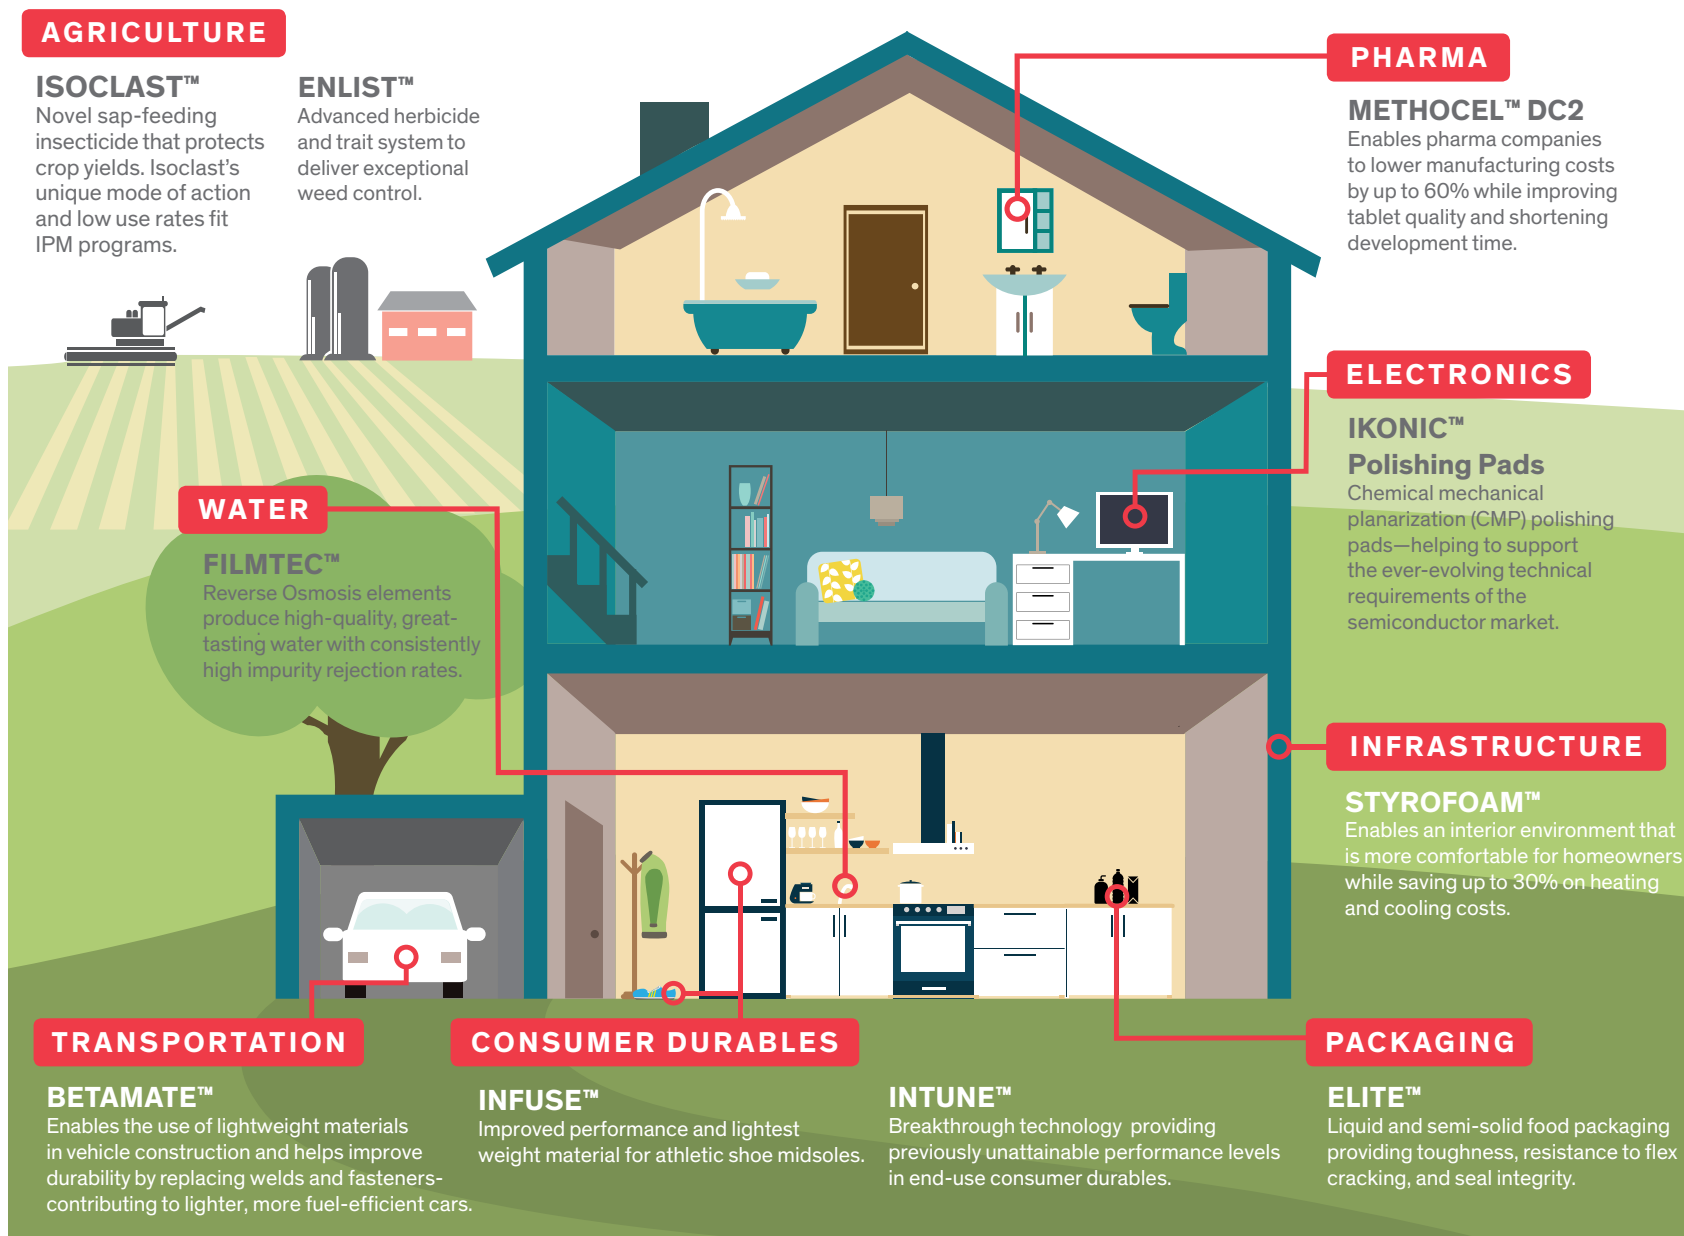 AGRICULTURE
ISOCLAST™
Novel sap-feeding
insecticide that protects
crop yields. Isoclast’s
unique mode of action
and low use rates fit
IPM programs.
ENLIST™
Advanced herbicide
and trait system to
deliver exceptional
weed control.
PHARMA
METHOCEL™ DC2
Enables pharma companies
to lower manufacturing costs
by up to 60% while improving
tablet quality and shortening
development time.
ELECTRONICS
IKONIC™
Polishing Pads
Chemical mechanical
planarization (CMP) polishing
pads—helping to support
the ever-evolving technical
requirements of the
semiconductor market.
WATER
FILMTEC™
Reverse Osmosis elements
produce high-quality, great-
tasting water with consistently
high impurity rejection rates.
INFRASTRUCTURE
STYROFOAM™
Enables an interior environment that
is more comfortable for homeowners
while saving up to 30% on heating
and cooling costs.
TRANSPORTATION
BETAMATE™
Enables the use of lightweight materials
in vehicle construction and helps improve
durability by replacing welds and fasteners-
contributing to lighter, more fuel-efficient cars.
CONSUMER DURABLES
INFUSE™
Improved performance and lightest
weight material for athletic shoe midsoles.
INTUNE™
Breakthrough technology providing
previously unattainable performance levels
in end-use consumer durables.
PACKAGING
ELITE™
Liquid and semi-solid food packaging
providing toughness, resistance to flex
cracking, and seal integrity.